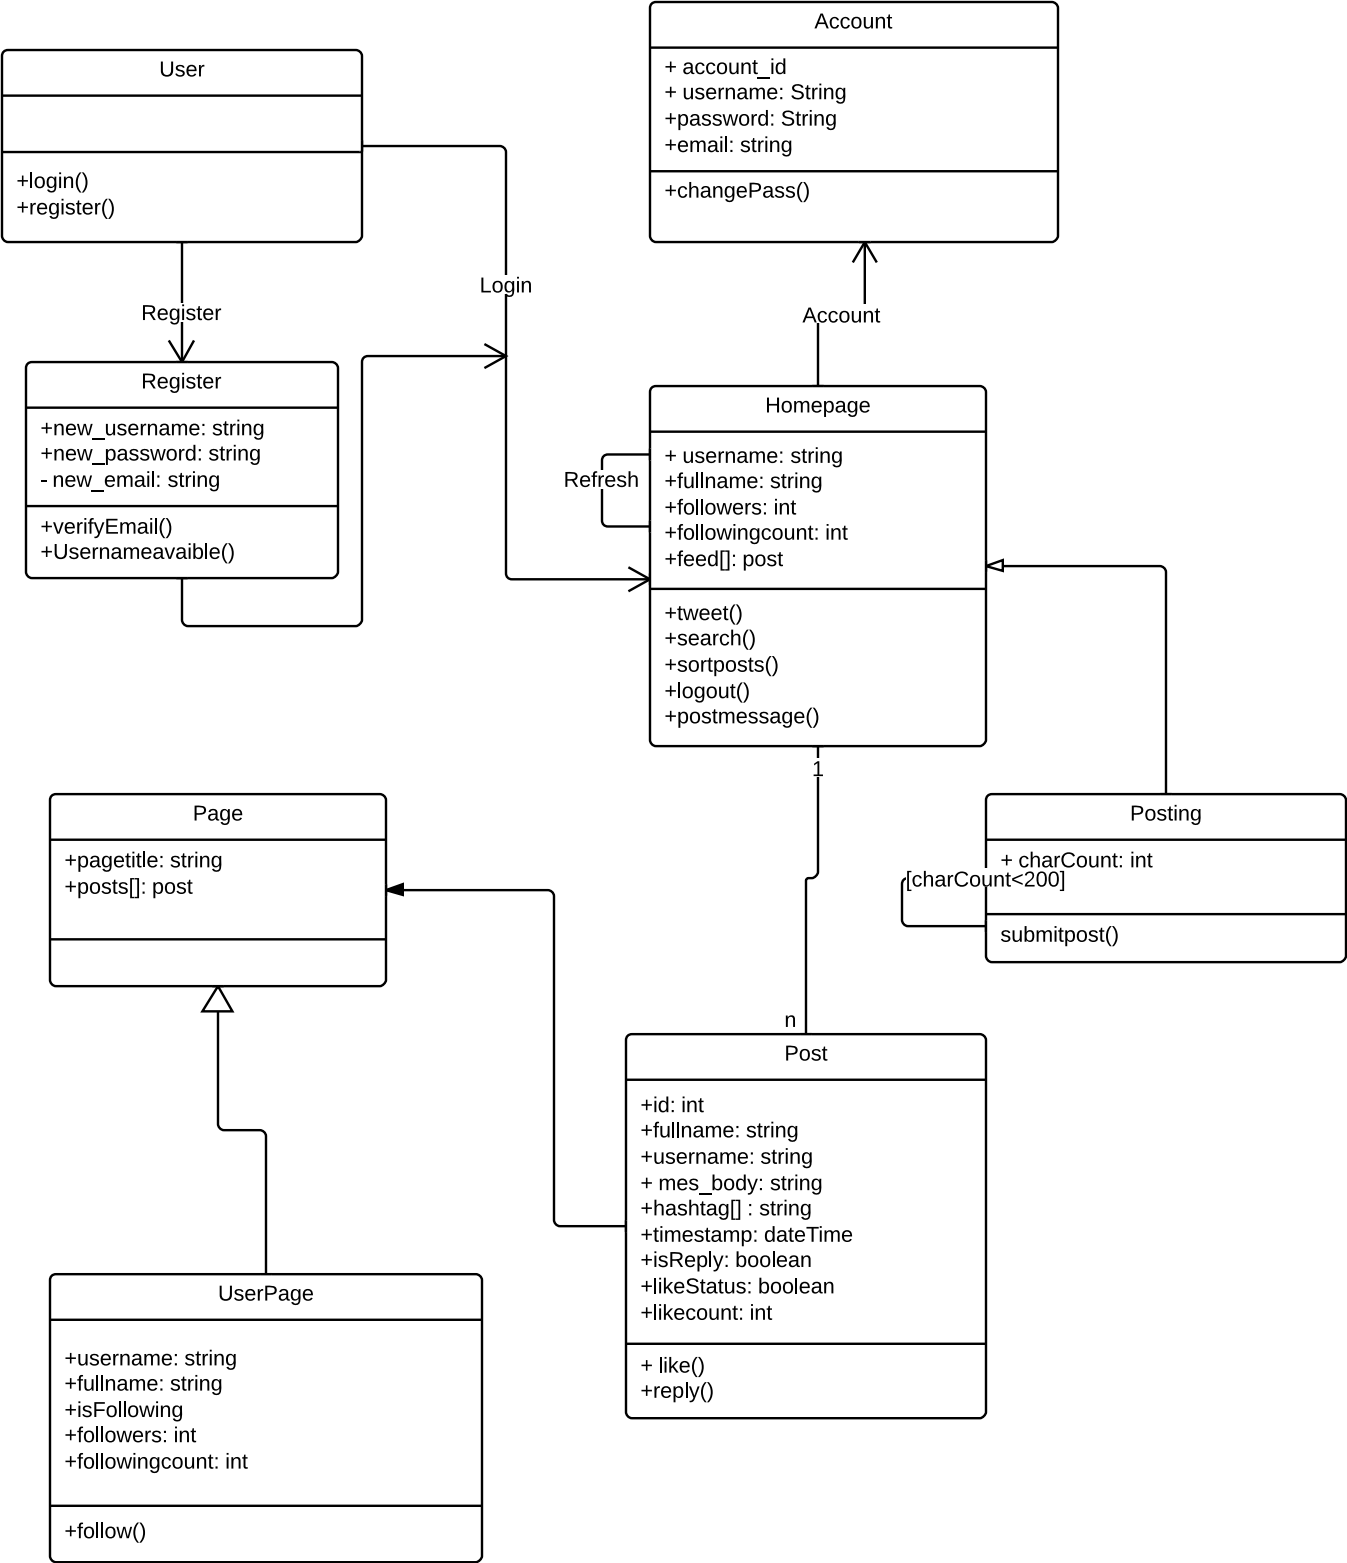 User
+login()
+register()
Account
+ account_id
+ username: String
+password: String
+email: string
+changePass()
Login
Register
Account
Register
+new_username: string
+new_password: string
- new_email: string
+verifyEmail()
+Usernameavaible()
Homepage
Refresh
+ username: string
+fullname: string
+followers: int
+followingcount: int
+feed[]: post
+tweet()
+search()
+sortposts()
+logout()
+postmessage()
1
n
Page
+pagetitle: string
+posts[]: post
Posting
+ charCount: int
[charCount<200]
submitpost()
Post
+id: int
+fullname: string
+username: string
+ mes_body: string
+hashtag[] : string
+timestamp: dateTime
+isReply: boolean
+likeStatus: boolean
+likecount: int
+ like()
+reply()
UserPage
+username: string
+fullname: string
+isFollowing
+followers: int
+followingcount: int
+follow()